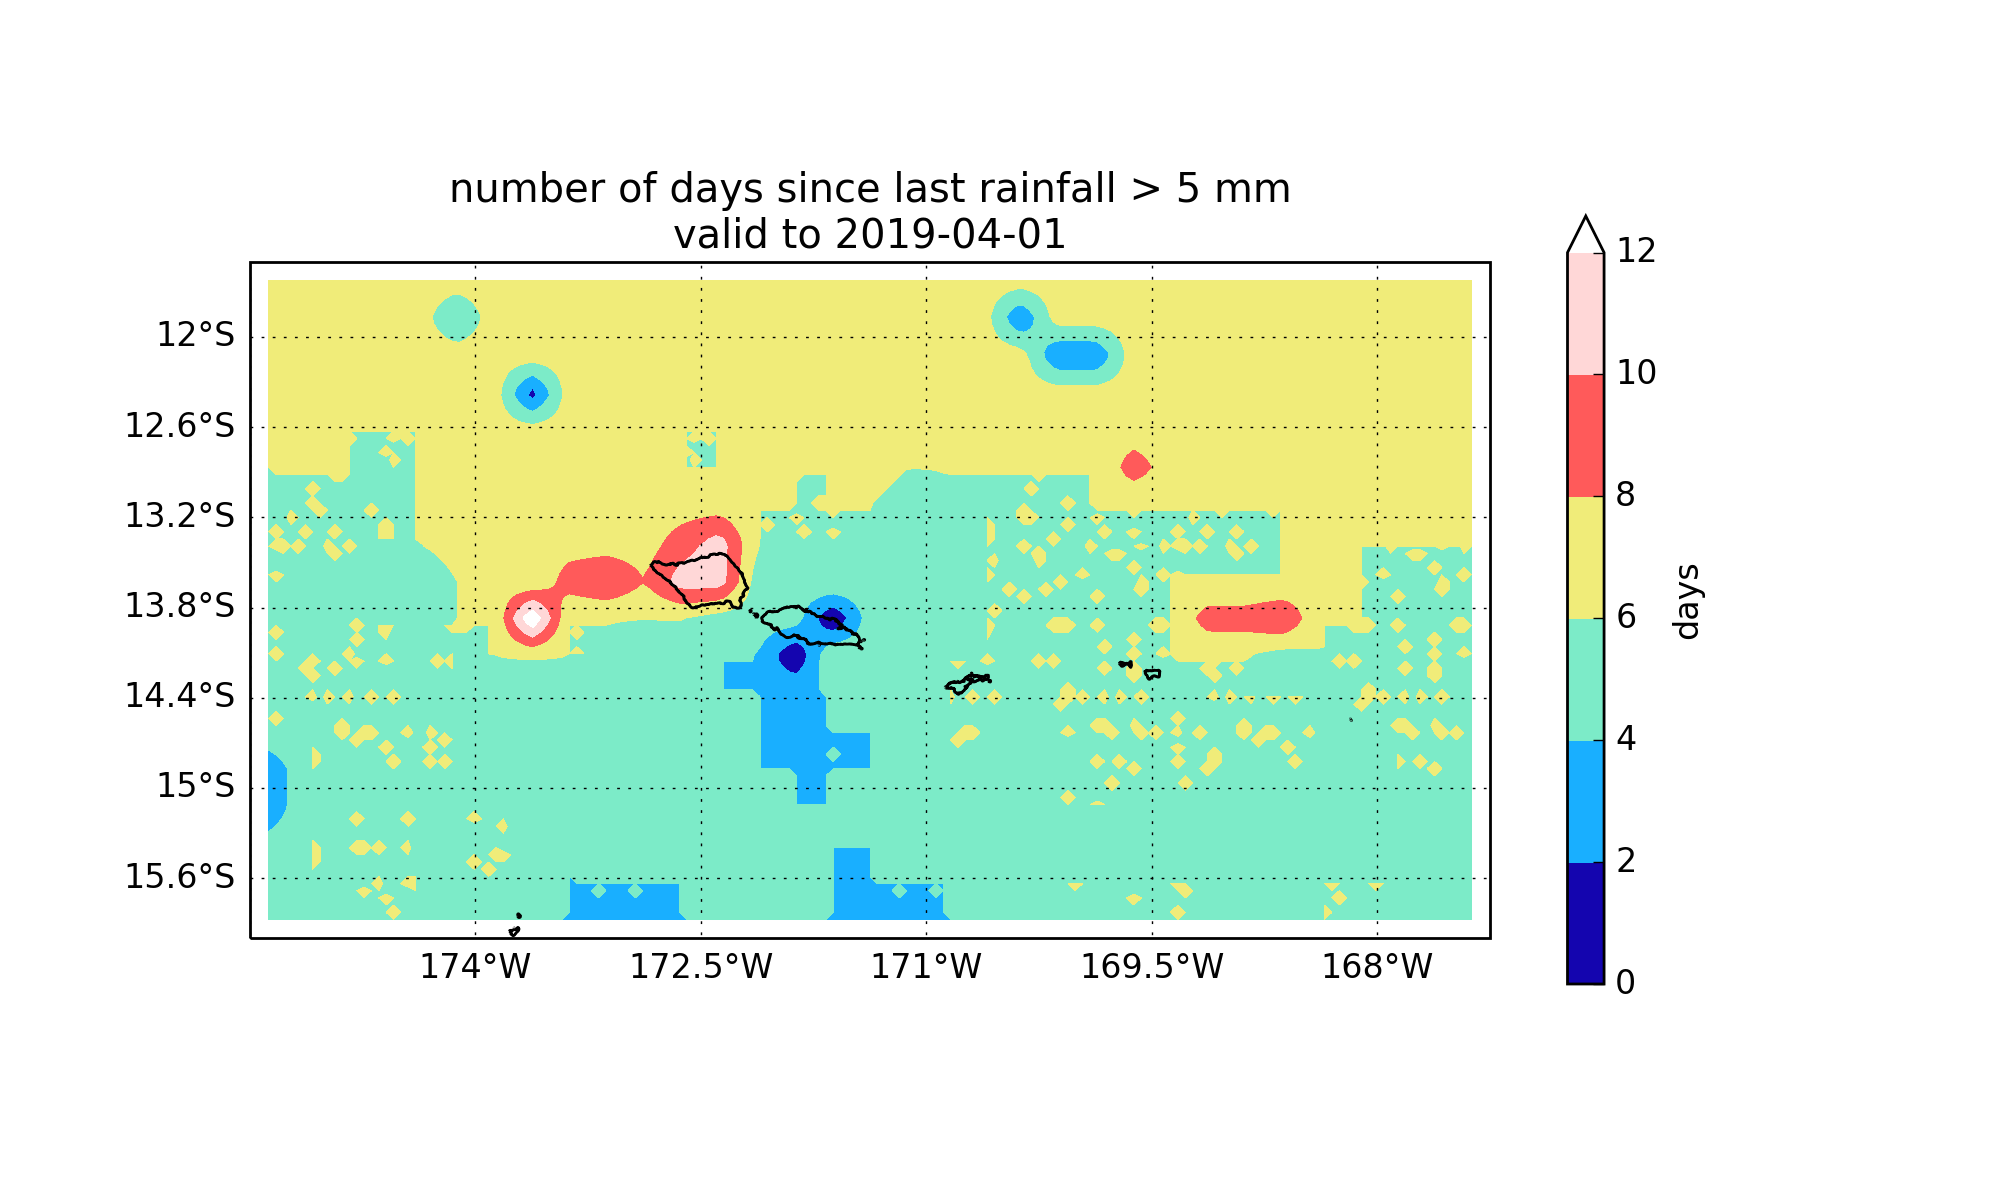 number of days since last rainfall > 5 mm
valid to 2019-04-01
12°S
12.6°S
13.2°S
13.8°S
14.4°S
15°S
15.6°S
174°W
172.5°W
171°W
169.5°W
168°W
12
10
8
6
4
2
0
days